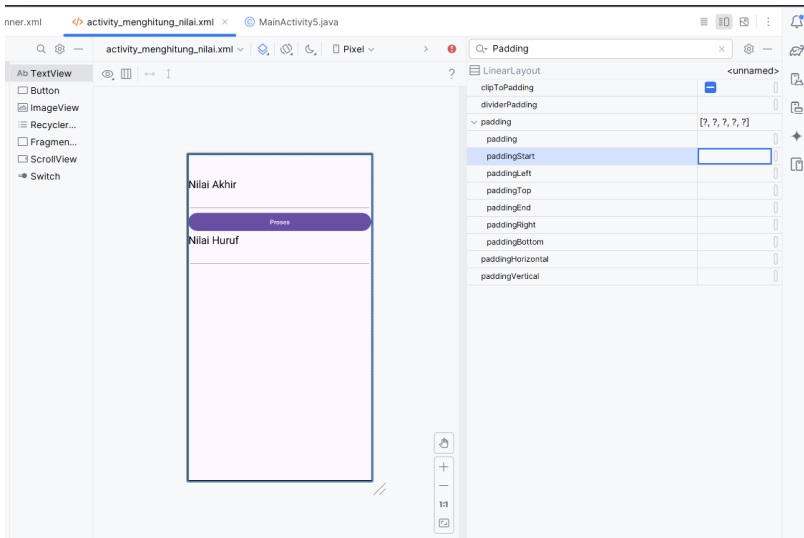 nner.xml
activity_menghitung_nilai.xml ×
MainActivity5.java
activity_menghitung_nilai.xml
Pixel
Padding
Ab TextView
Button
ImageView
Recycler...
Fragmen...
ScrollView
Switch
?
Nilai Akhir
Proses
Nilai Huruf
1:1
LinearLayout <unnamed>
clipToPadding
dividerPadding
padding [?, ?, ?, ?, ?]
padding
paddingStart
paddingLeft
paddingTop
paddingEnd
paddingRight
paddingBottom
paddingHorizontal
paddingVertical